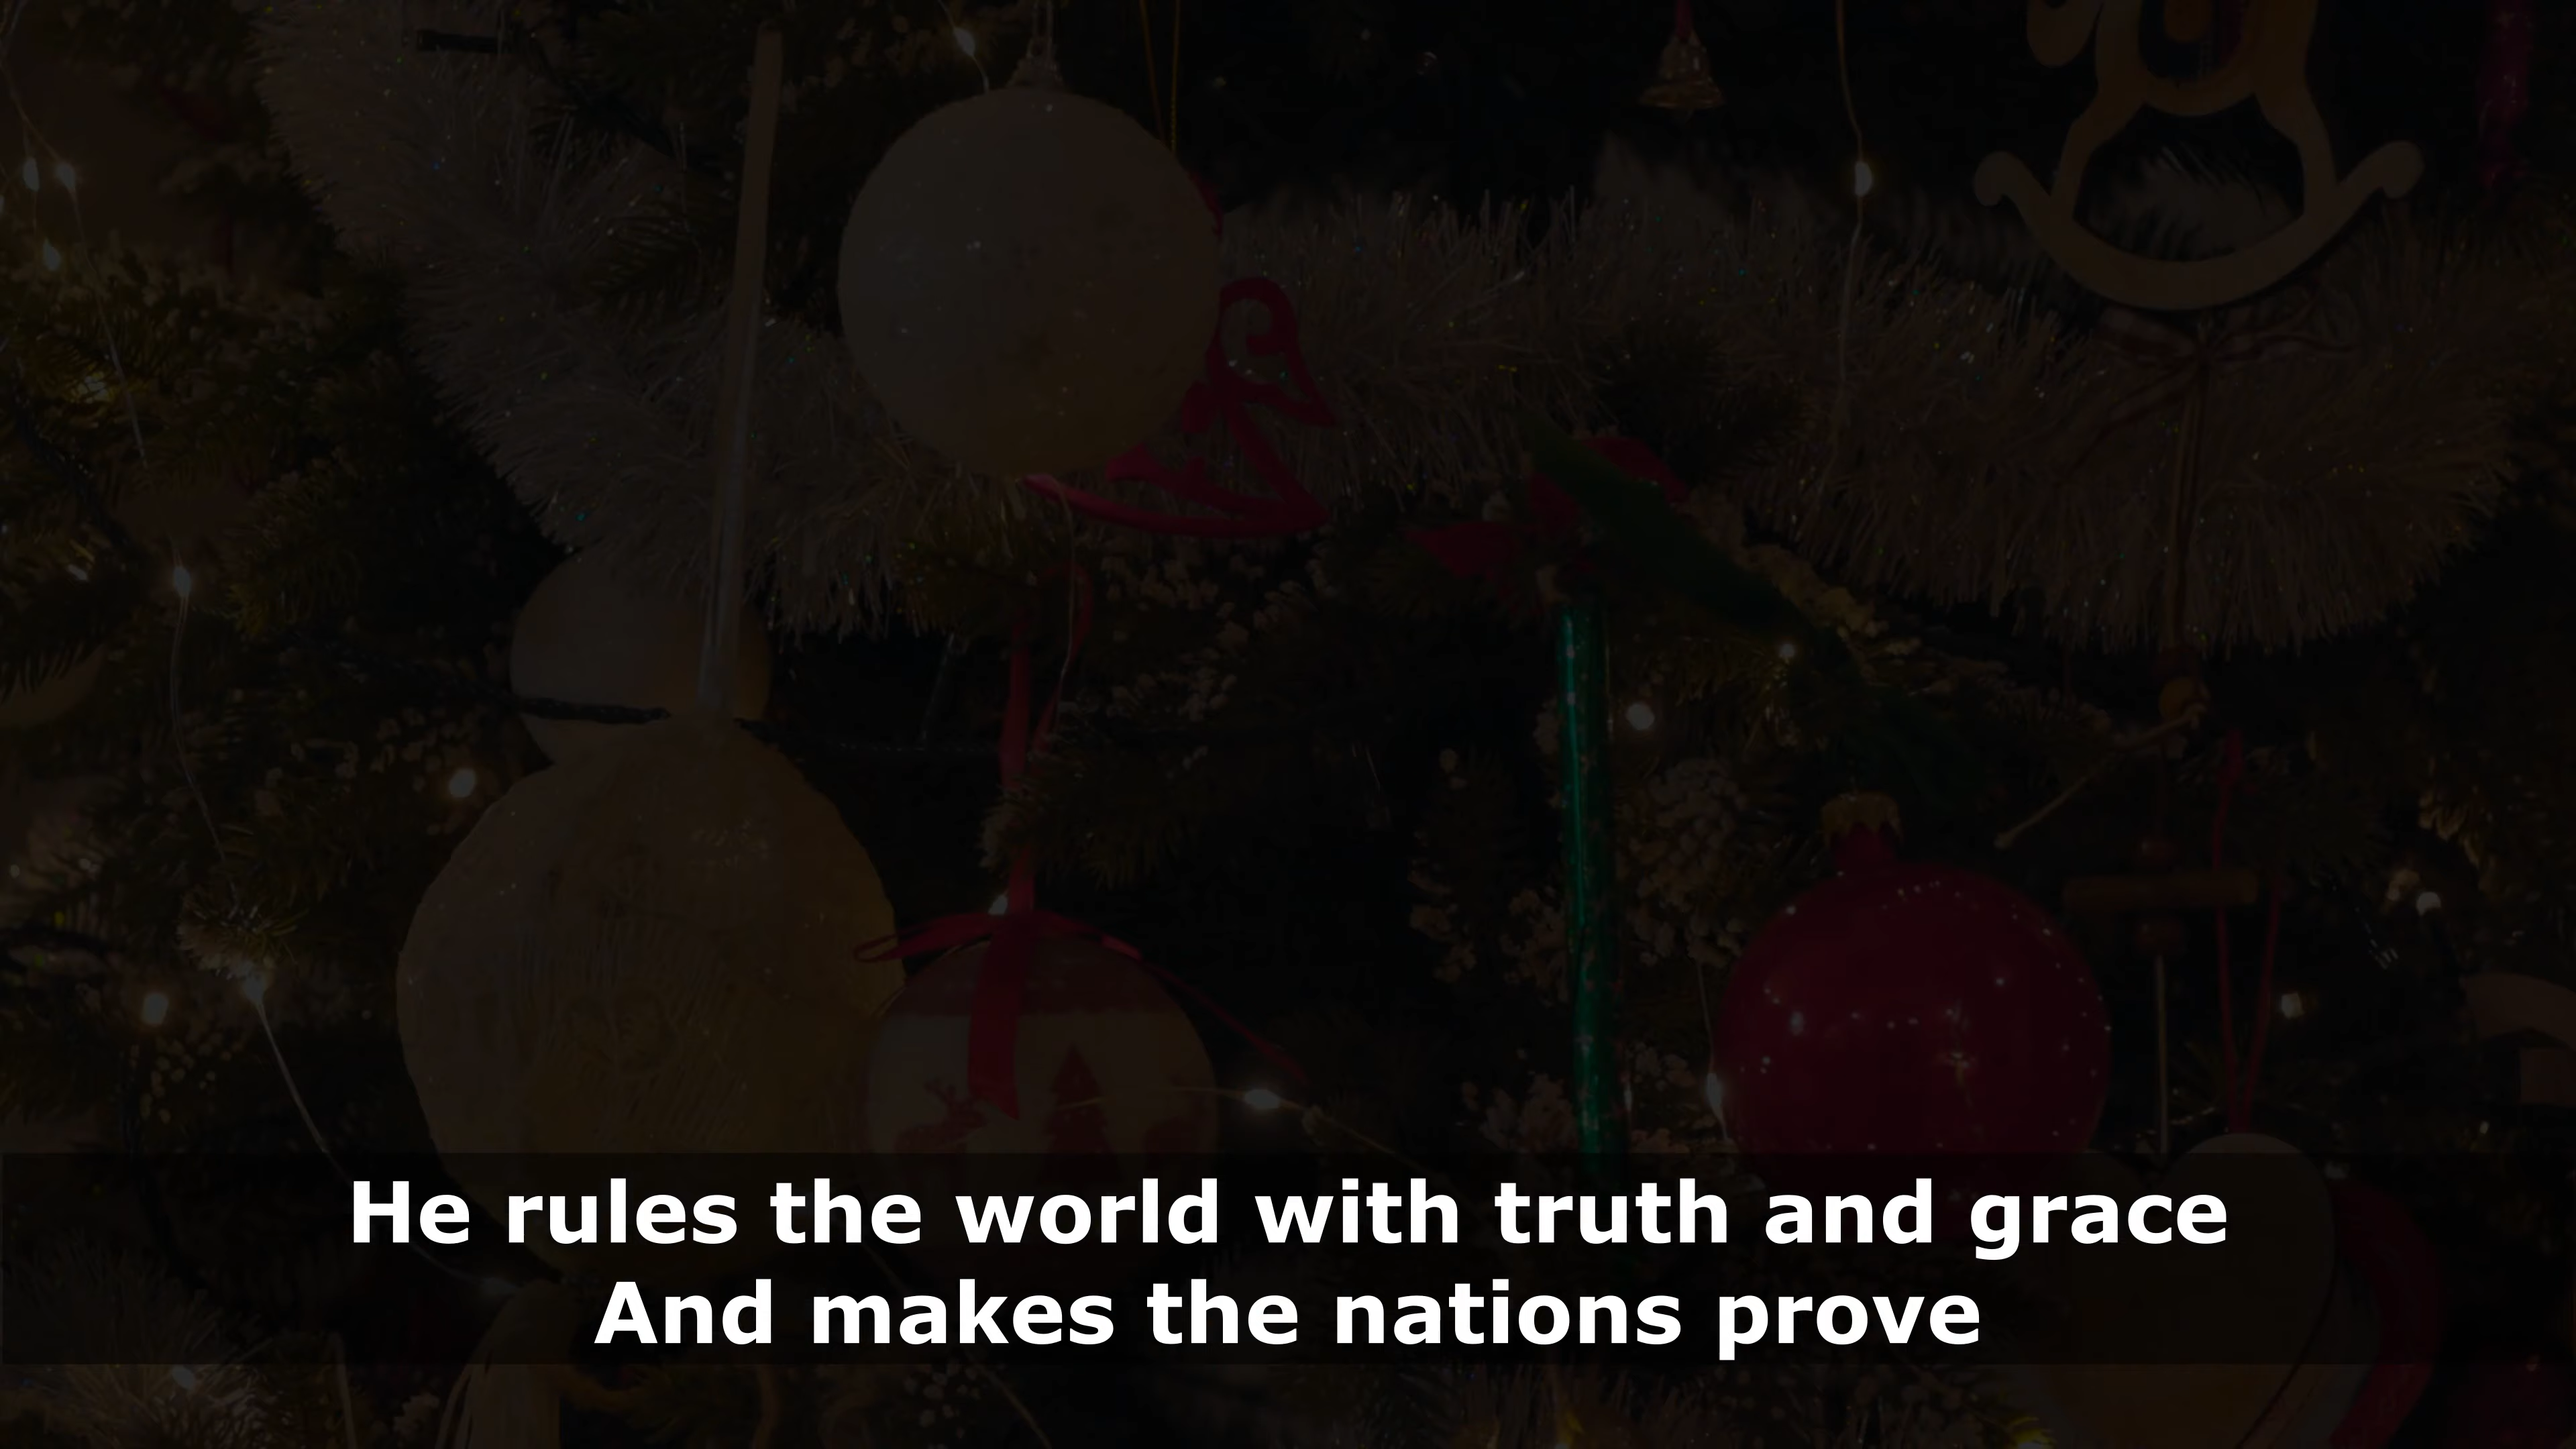 He rules the world with truth and grace
And makes the nations prove